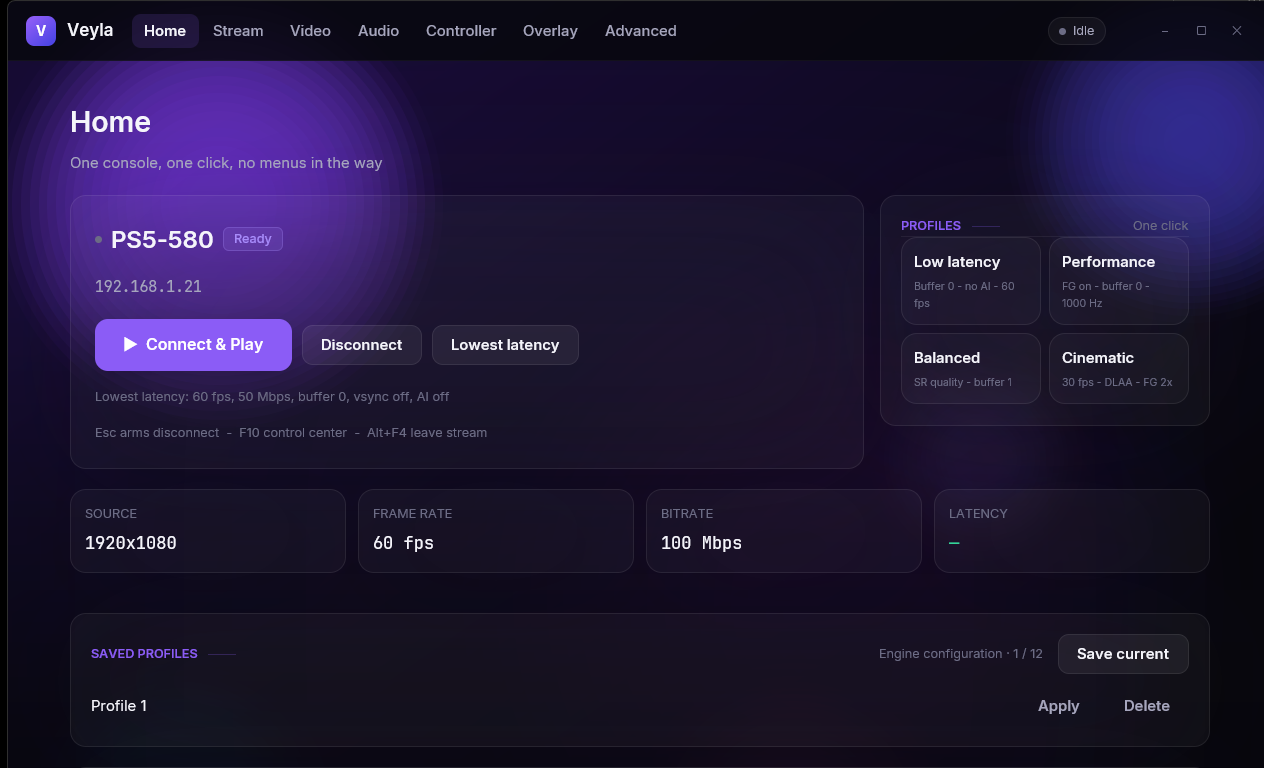 V Veyla Home Stream Video Audio Controller Overlay Advanced Idle
Home
One console, one click, no menus in the way
PS5-580 Ready
192.168.1.21
Connect & Play Disconnect Lowest latency
Lowest latency: 60 fps, 50 Mbps, buffer 0, vsync off, AI off
Esc arms disconnect - F10 control center - Alt+F4 leave stream
PROFILES One click
Low latency
Buffer 0 - no AI - 60
fps
Performance
FG on - buffer 0 -
1000 Hz
Balanced
SR quality - buffer 1
Cinematic
30 fps - DLAA - FG 2x
SOURCE
1920x1080
FRAME RATE
60 fps
BITRATE
100 Mbps
LATENCY
—
SAVED PROFILES Engine configuration · 1 / 12 Save current
Profile 1 Apply Delete